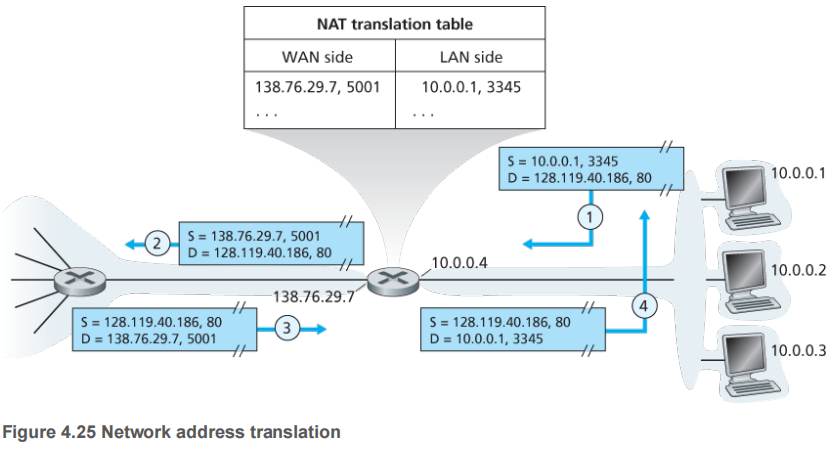 NAT translation table
WAN side
LAN side
138.76.29.7, 5001
10.0.0.1, 3345
. . .
. . .
S = 10.0.0.1, 3345
D = 128.119.40.186, 80
10.0.0.1
1
2
S = 138.76.29.7, 5001
D = 128.119.40.186, 80
10.0.0.4
10.0.0.2
138.76.29.7
4
S = 128.119.40.186, 80
D = 138.76.29.7, 5001
3
S = 128.119.40.186, 80
D = 10.0.0.1, 3345
10.0.0.3
Figure 4.25 Network address translation